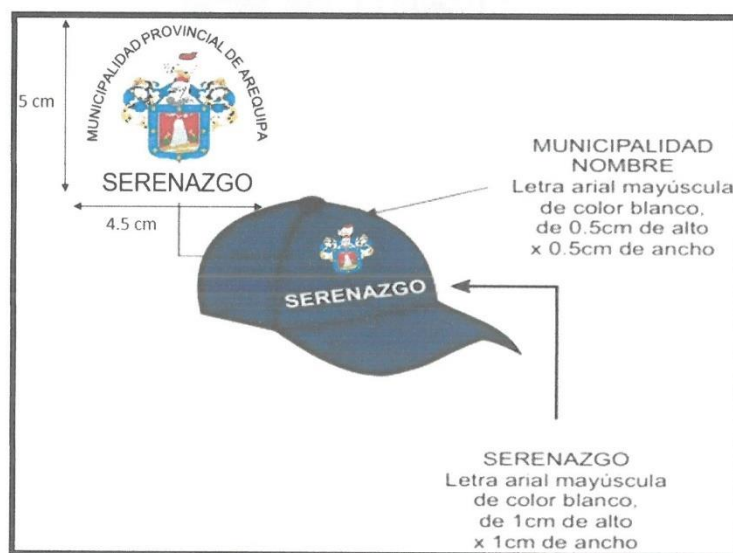 MUNICIPALIDAD PROVINCIAL DE AREQUIPA
5 cm
SERENAZGO
4.5 cm
MUNICIPALIDAD
NOMBRE
Letra arial mayúscula
de color blanco,
de 0.5cm de alto
x 0.5cm de ancho
SERENAZGO
SERENAZGO
Letra arial mayúscula
de color blanco,
de 1cm de alto
x 1cm de ancho